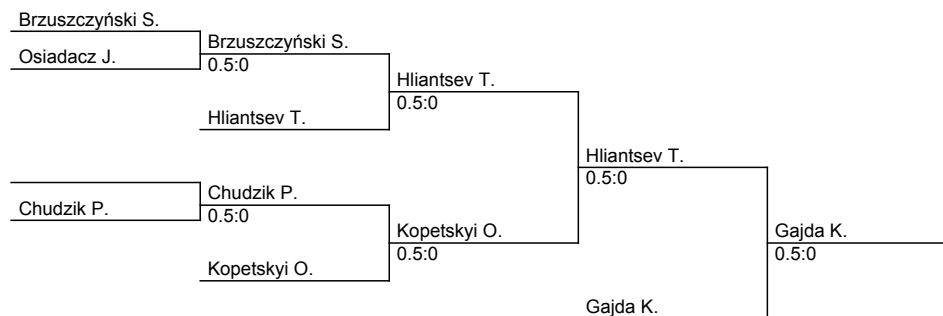 Brzuszczyński S.
Osiadacz J.
Brzuszczyński S.
0.5:0
Hliantsev T.
Hliantsev T.
0.5:0
Chudzik P.
Chudzik P.
0.5:0
Kopetskyi O.
Kopetskyi O.
0.5:0
Hliantsev T.
0.5:0
Gajda K.
Gajda K.
0.5:0